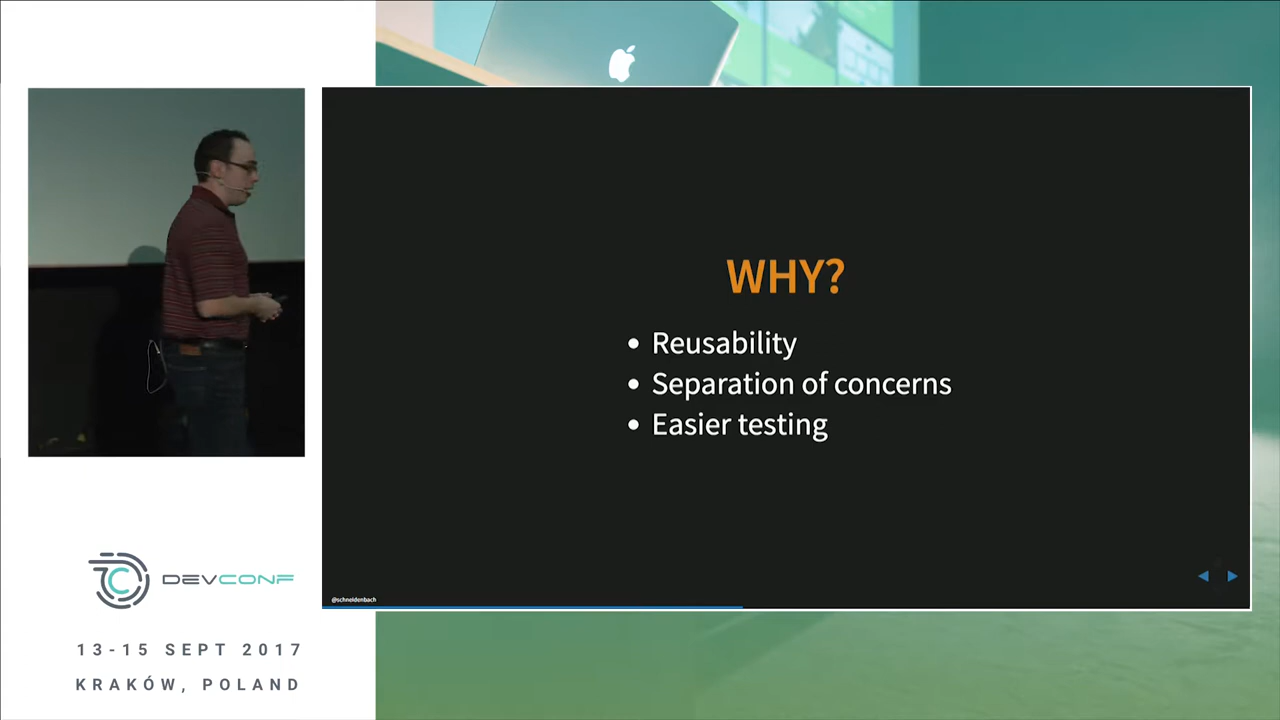 WHY?
Reusability
Separation of concerns
Easier testing
@schneidenbach
DEVCONF
13-15 SEPT 2017
KRAKÓW, POLAND